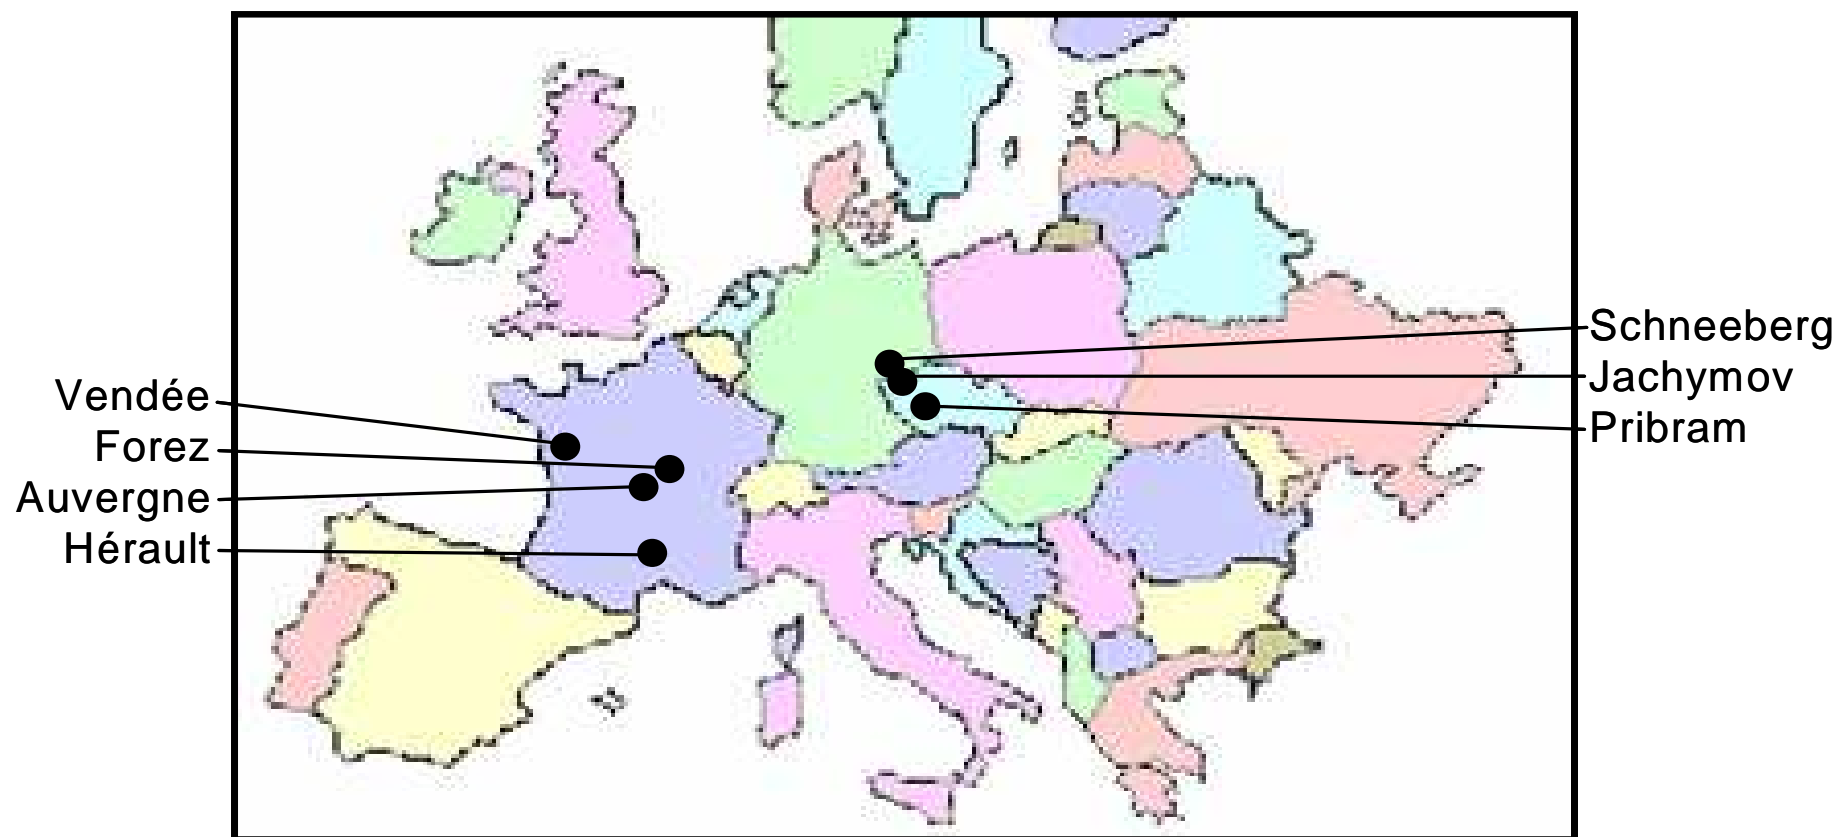 Vendée
Forez
Auvergne
Hérault
Schneeberg
Jachymov
Pribram